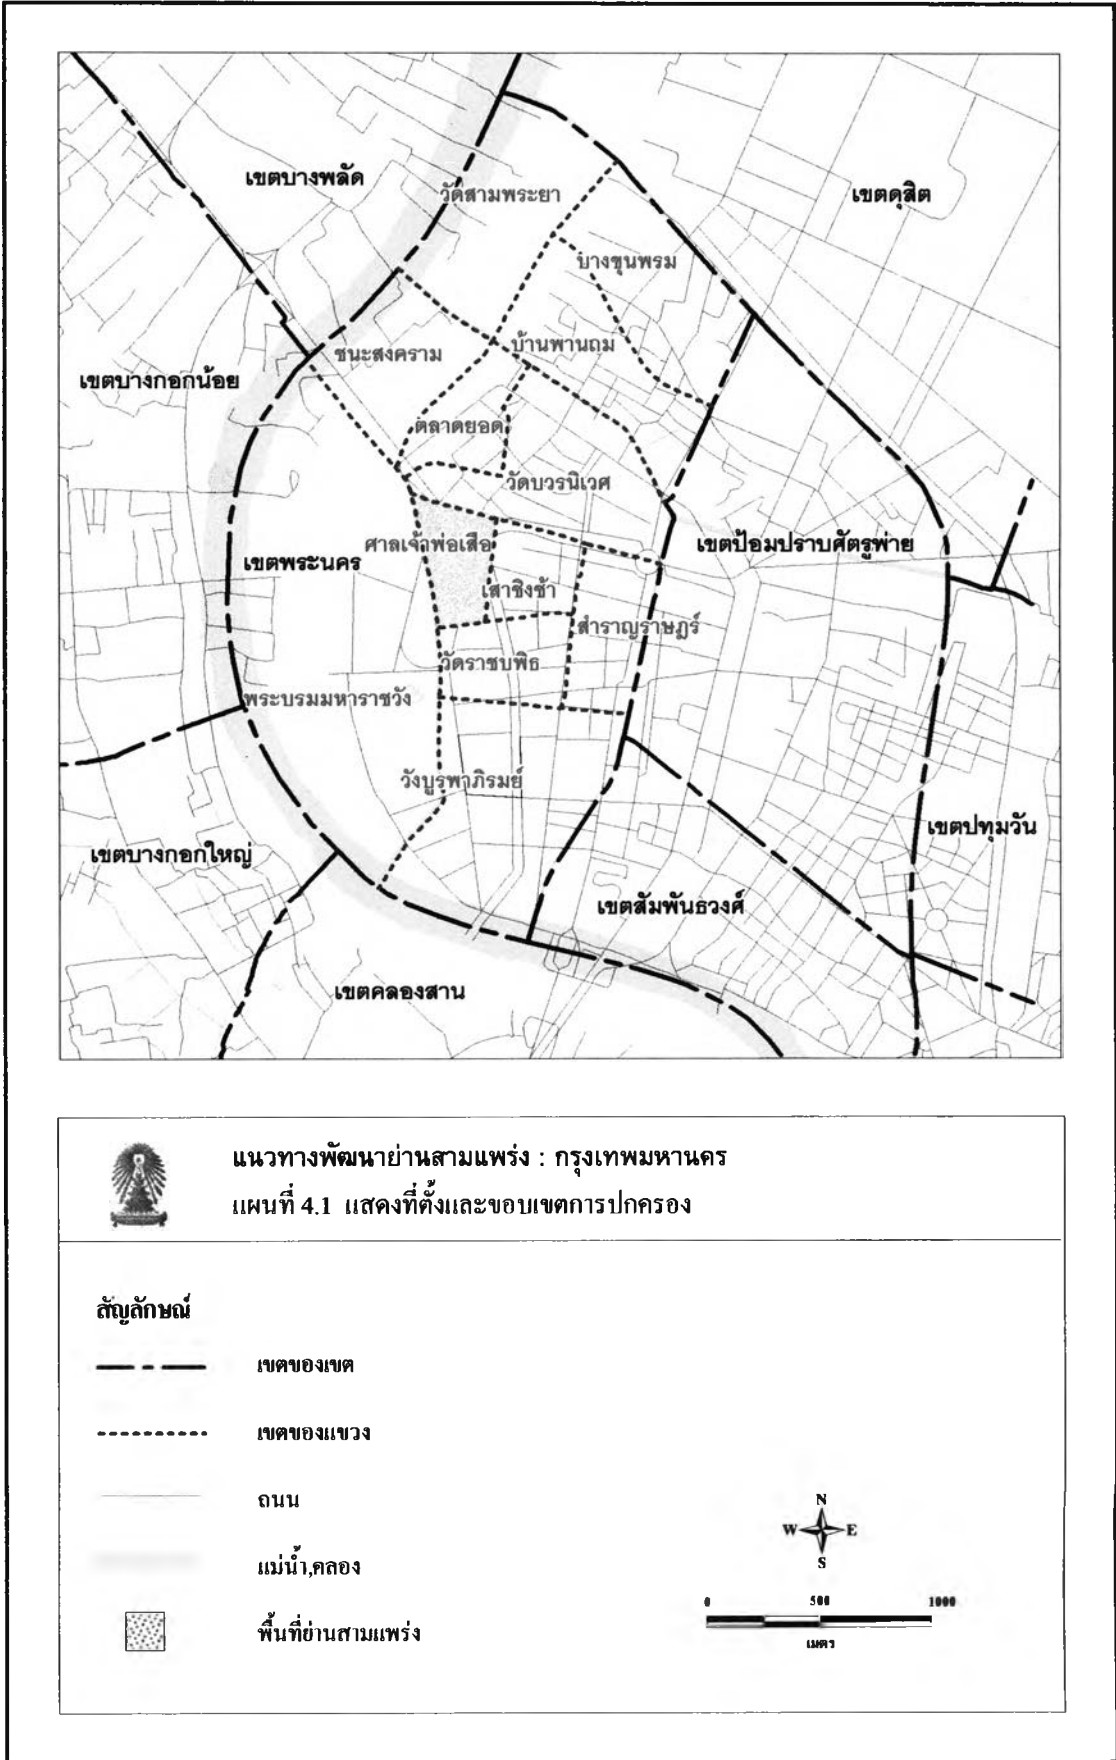 เขตบางพลัด
วัดสามพระยา
เขตดุสิต
บางขุนพรม
บ้านพานถม
ชนะสงคราม
เขตบางกอกน้อย
ตลาดยอด
วัดบวรนิเวศ
ศาลเจ้าพ่อเสือ
เขตป้อมปราบศัตรูพ่าย
เขตพระนคร
เสาชิงช้า
สำราญราษฎร์
วัดราชบพิธ
พระบรมมหาราชวัง
วังบูรพาภิรมย์
เขตปทุมวัน
เขตบางกอกใหญ่
เขตสัมพันธวงศ์
เขตคลองสาน
แนวทางพัฒนาย่านสามแพร่ง : กรุงเทพมหานคร
แผนที่ 4.1 แสดงที่ตั้งและขอบเขตการปกครอง
สัญลักษณ์
เขตของเขต
เขตของแขวง
ถนน
แม่น้ำ,คลอง
พื้นที่ย่านสามแพร่ง
N
W E
S
0 500 1000
เมตร